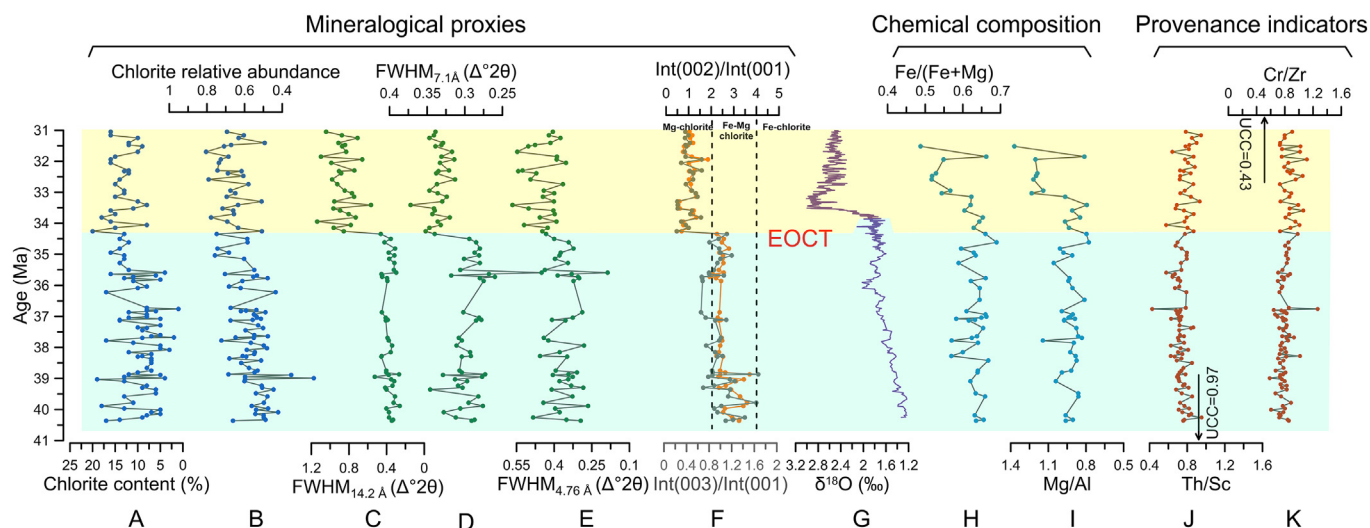 Mineralogical proxies
Chemical composition
Provenance indicators
Chlorite relative abundance
FWHM7.1Å (Δ°2θ)
Int(002)/Int(001)
Fe/(Fe+Mg)
Cr/Zr
1 0.8 0.6 0.4
0.4 0.35 0.3 0.25
0 1 2 3 4 5
0.4 0.5 0.6 0.7
0 0.4 0.8 1.2 1.6
Mg-chlorite
Fe-Mg
chlorite
Fe-chlorite
UCC=0.43
Age (Ma)
31
32
33
34
35
36
37
38
39
40
41
EOCT
UCC=0.97
25 20 15 10 5 0
1.2 0.8 0.4 0
0.55 0.4 0.25 0.1
0 0.4 0.8 1.2 1.6 2
3.2 2.8 2.4 2 1.6 1.2
1.4 1.1 0.8 0.5
0.4 0.8 1.2 1.6
Chlorite content (%)
FWHM14.2 Å (Δ°2θ)
FWHM4.76 Å (Δ°2θ)
Int(003)/Int(001)
δ18O (‰)
Mg/Al
Th/Sc
A B C D E F G H I J K